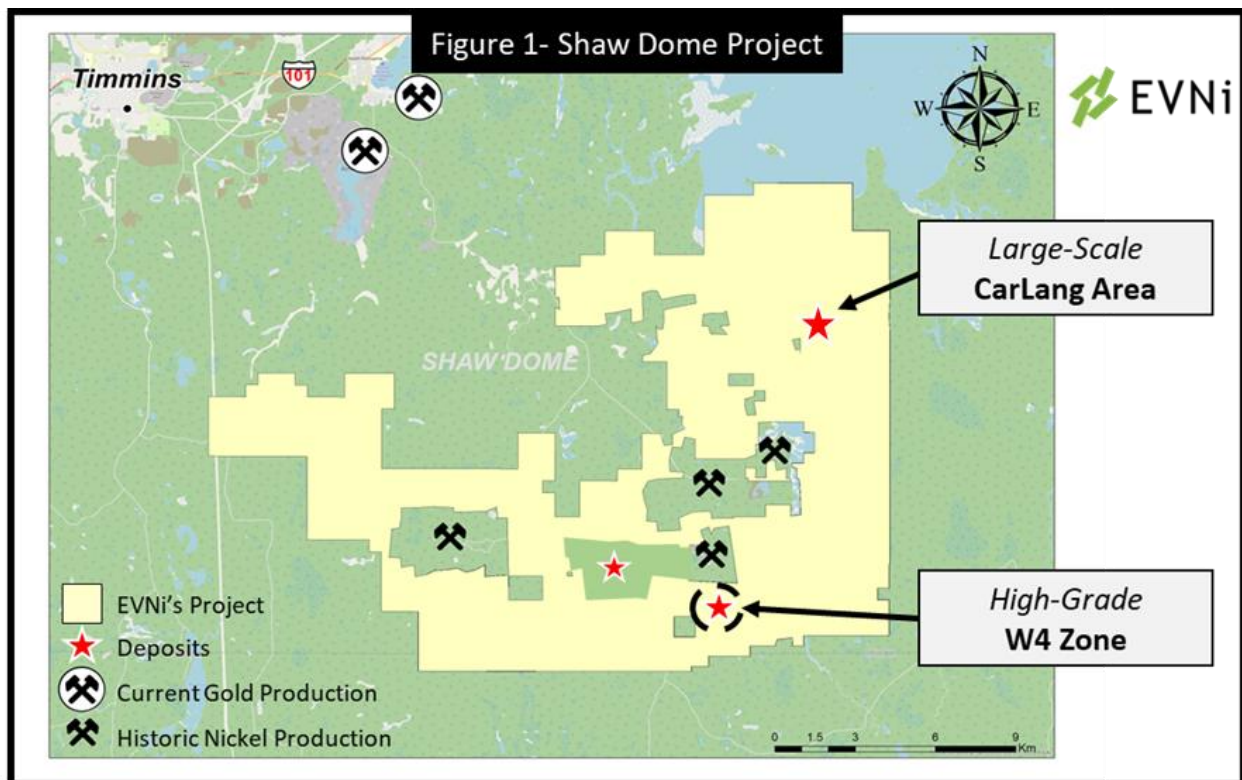 Figure 1- Shaw Dome Project
Timmins
101
N
W
E
S
EVNi
Large-Scale
CarLang Area
SHAW DOME
High-Grade
W4 Zone
EVNi's Project
Deposits
Current Gold Production
Historic Nickel Production
0 1.5 3 6 9
Km